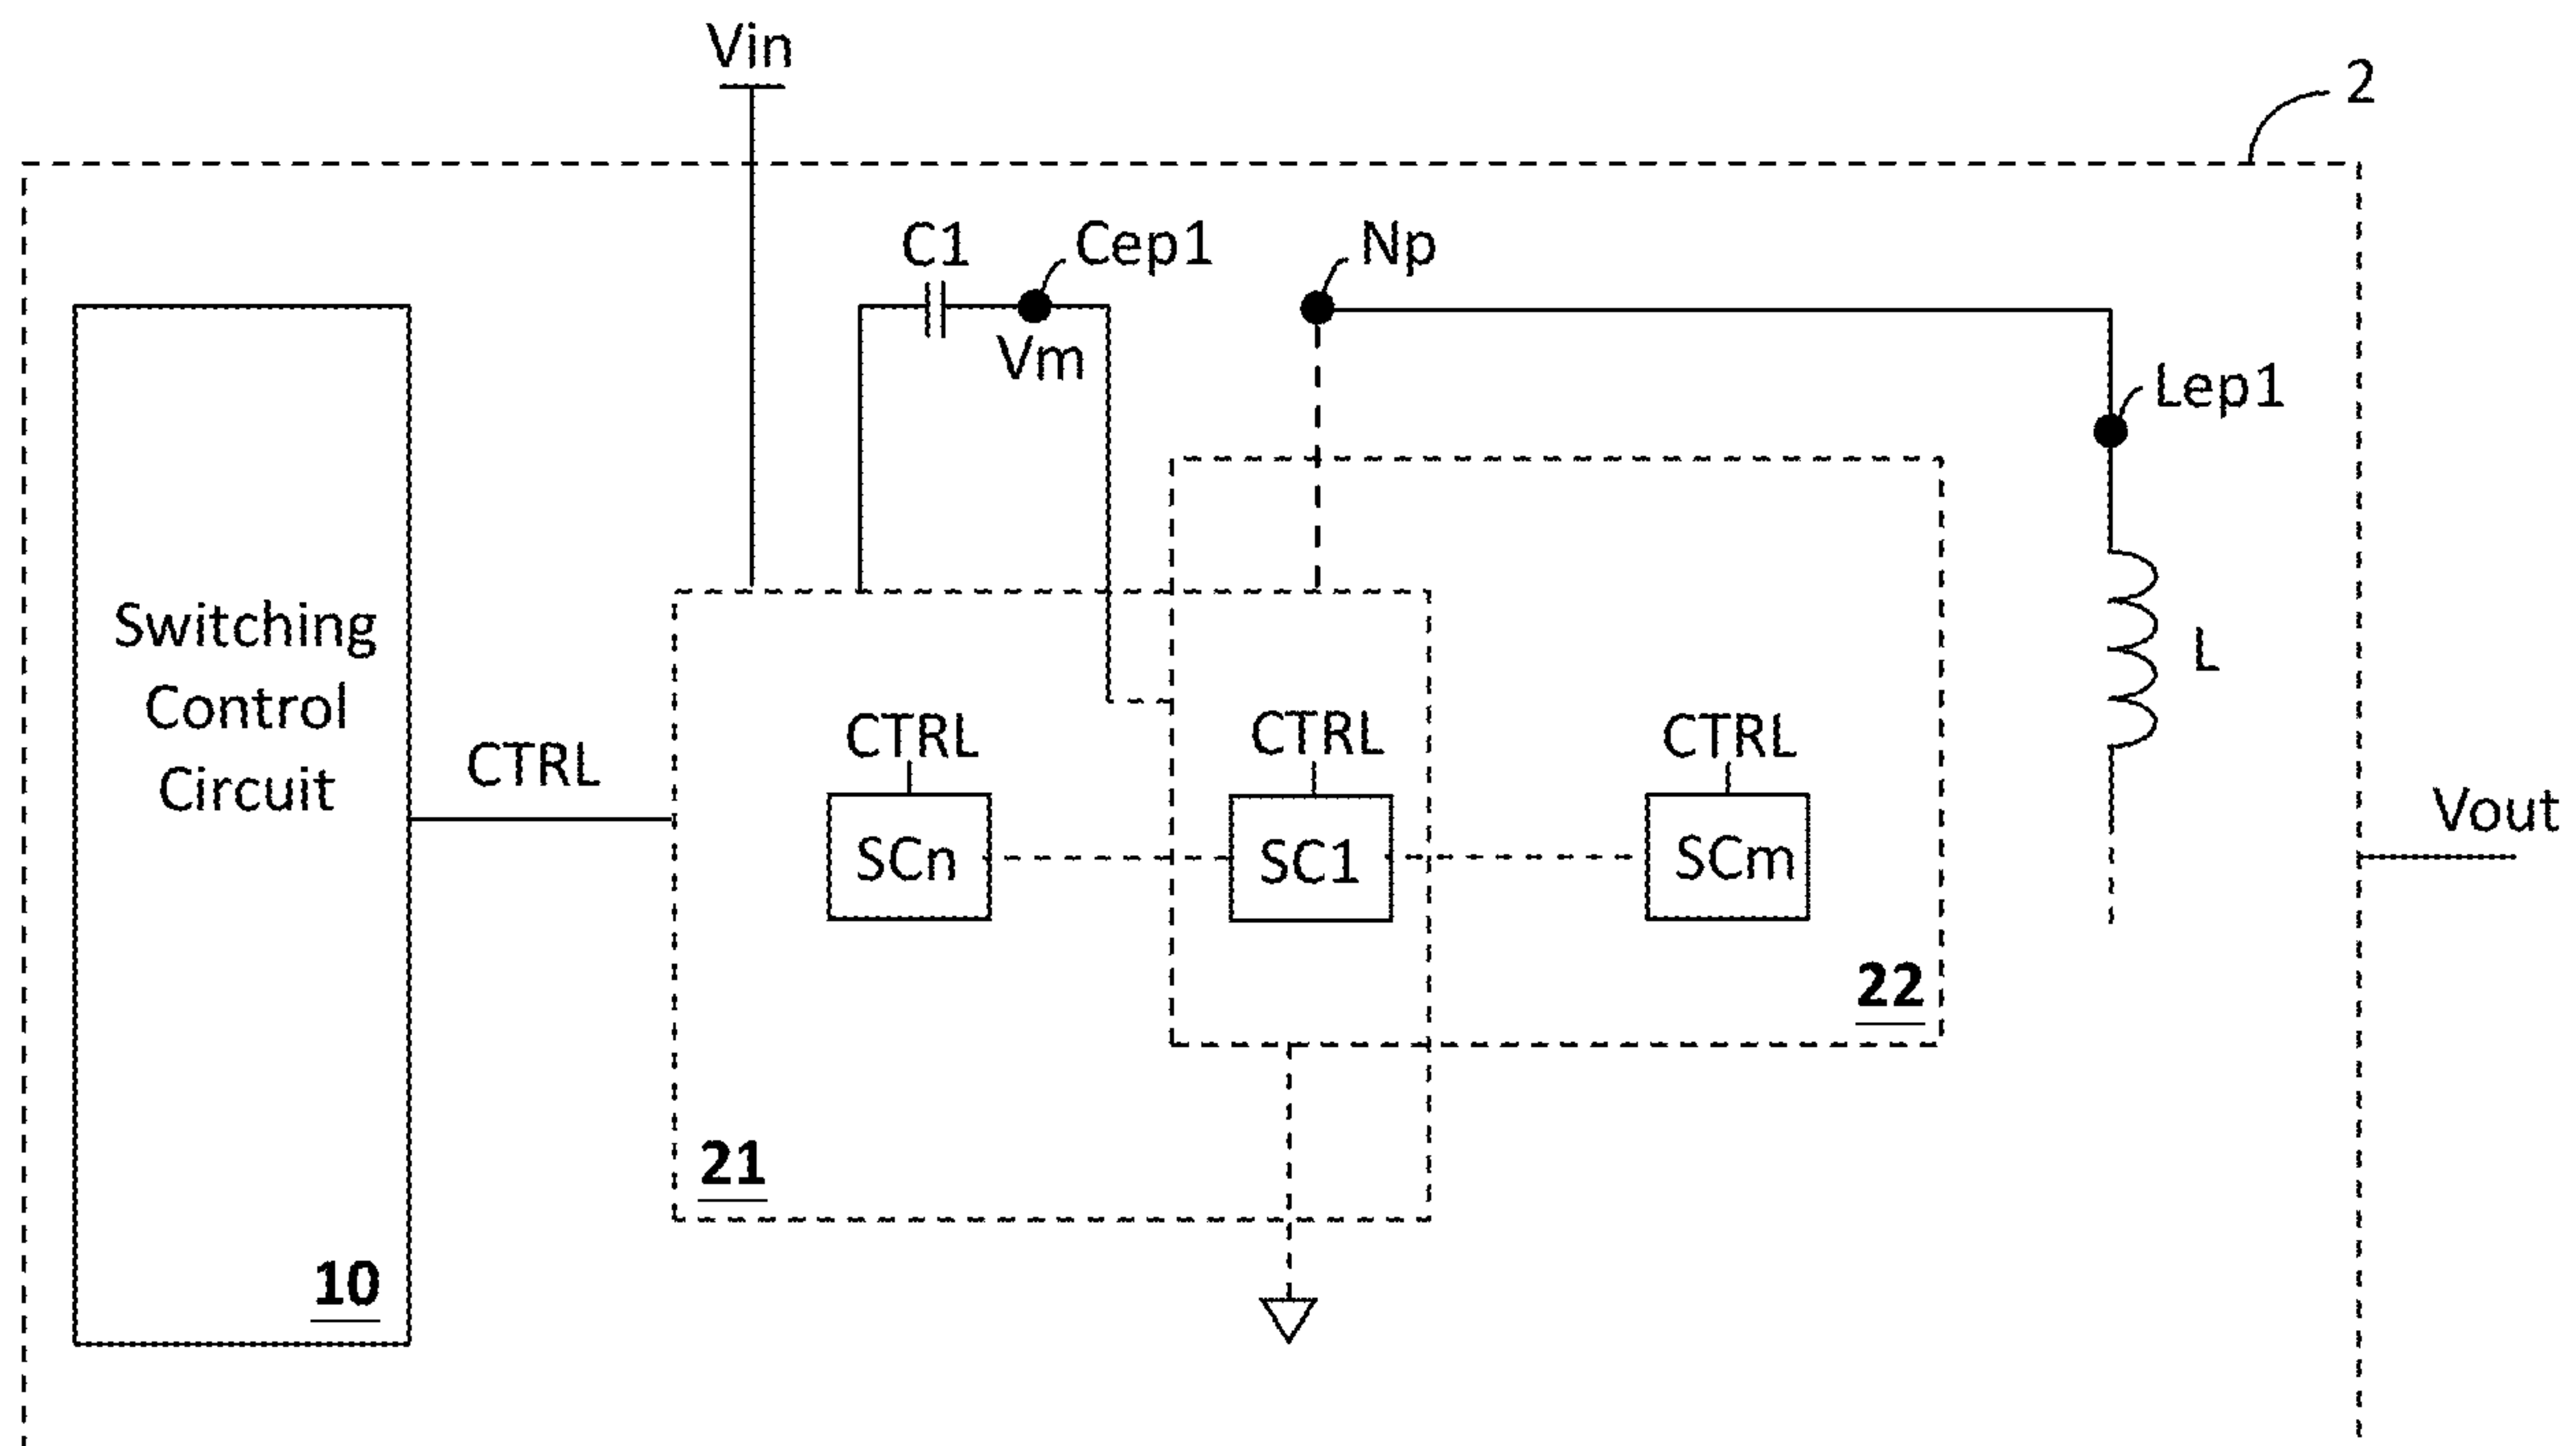 Vin
2
C1
Cep1
Np
Vm
Lep1
Switching
Control
Circuit
L
CTRL
CTRL
CTRL
CTRL
Vout
SCn
SC1
SCm
22
21
10